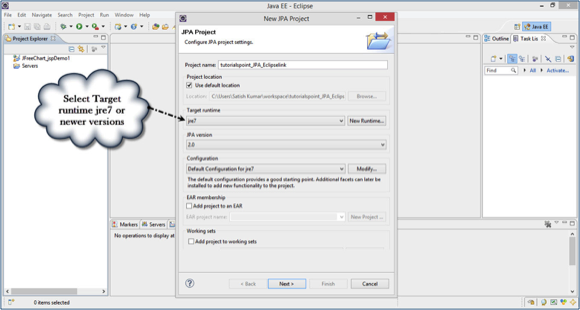 Java EE - Eclipse
File Edit Navigate Search Project Run Window Help
Quick Access
Java EE
Project Explorer
JFreeChart_jspDemo1
Servers
Select Target
runtime jre7 or
newer versions
New JPA Project
JPA Project
Configure JPA project settings.
Project name: tutorialspoint_JPA_Eclipselink
Project location
Use default location
Location: C:\Users\Satish Kumar\workspace\tutorialspoint_JPA_Eclips
Browse...
Target runtime
jre7
New Runtime...
JPA version
2.0
Configuration
Default Configuration for jre7
Modify...
The default configuration provides a good starting point. Additional facets can later be
installed to add new functionality to the project.
EAR membership
Add project to an EAR
EAR project name:
New Project ...
Working sets
Add project to working sets
< Back
Next >
Finish
Cancel
Outline
Task Lis
Find
All
Activate...
Markers
Servers
No operations to display at
0 items selected